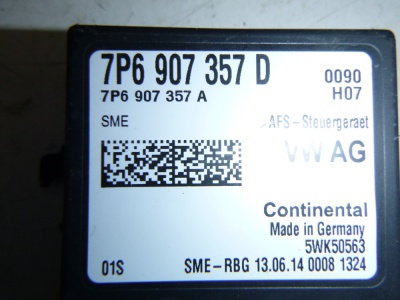 7P6 907 357 D 0090
7P6 907 357 A H07
SME AFS-Steuergeraet
VW AG
Continental
Made in Germany
5WK50563
01S SME-RBG 13.06.14 0008 1324